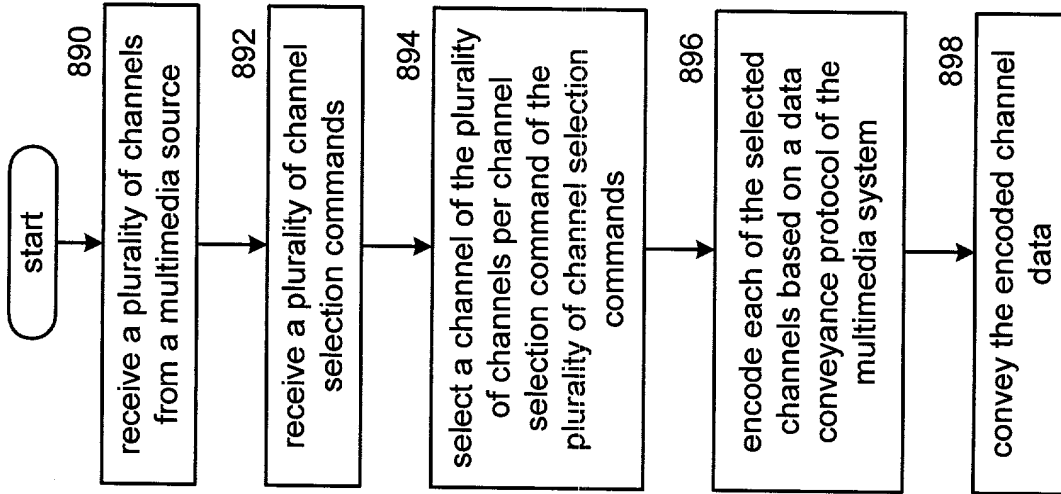 start
890
receive a plurality of channels
from a multimedia source
892
receive a plurality of channel
selection commands
894
select a channel of the plurality
of channels per channel
selection command of the
plurality of channel selection
commands
896
encode each of the selected
channels based on a data
conveyance protocol of the
multimedia system
898
convey the encoded channel
data